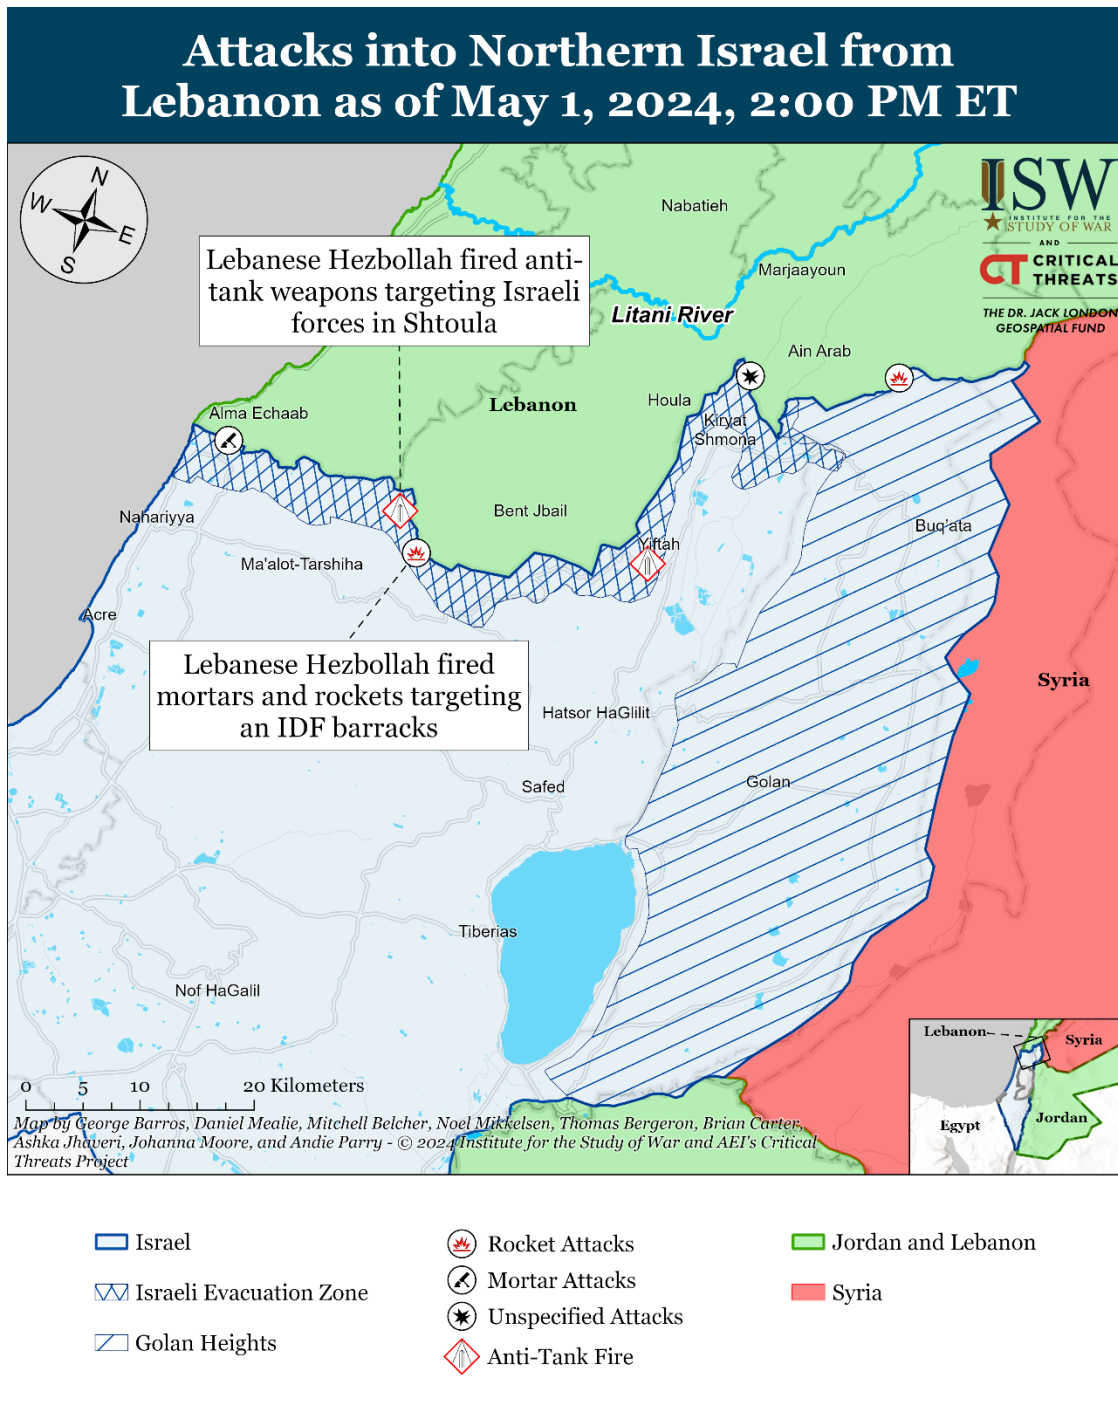 Attacks into Northern Israel from
Lebanon as of May 1, 2024, 2:00 PM ET
N
W
E
S
ISW
INSTITUTE FOR THE
STUDY OF WAR
AND
CT CRITICAL
THREATS
THE DR. JACK LONDON
GEOSPATIAL FUND
Nabatieh
Lebanese Hezbollah fired anti-
tank weapons targeting Israeli
forces in Shtoula
Marjaayoun
Litani River
Ain Arab
Lebanon
Houla
Alma Echaab
Kiryat
Shmona
Nahariyya
Bent Jbail
Buq'ata
Yiftah
Ma'alot-Tarshiha
Acre
Lebanese Hezbollah fired
mortars and rockets targeting
an IDF barracks
Syria
Hatsor HaGlilit
Safed
Golan
Tiberias
Nof HaGalil
Lebanon
Syria
Jordan
Egypt
0 5 10 20 Kilometers
Map by George Barros, Daniel Mealie, Mitchell Belcher, Noel Mikkelsen, Thomas Bergeron, Brian Carter,
Ashka Jhaveri, Johanna Moore, and Andie Parry - © 2024 Institute for the Study of War and AEI's Critical
Threats Project
Israel
Israeli Evacuation Zone
Golan Heights
Rocket Attacks
Mortar Attacks
Unspecified Attacks
Anti-Tank Fire
Jordan and Lebanon
Syria